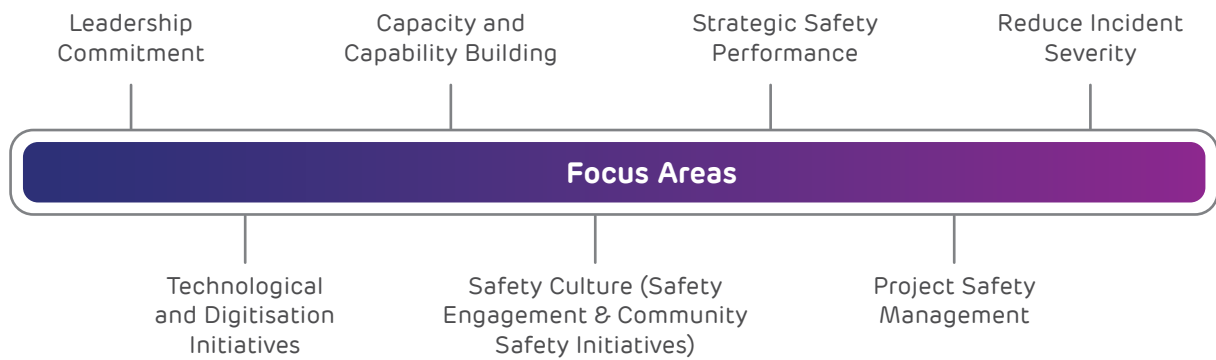 Leadership
Commitment
Capacity and
Capability Building
Strategic Safety
Performance
Reduce Incident
Severity
Focus Areas
Technological
and Digitisation
Initiatives
Safety Culture (Safety
Engagement & Community
Safety Initiatives)
Project Safety
Management